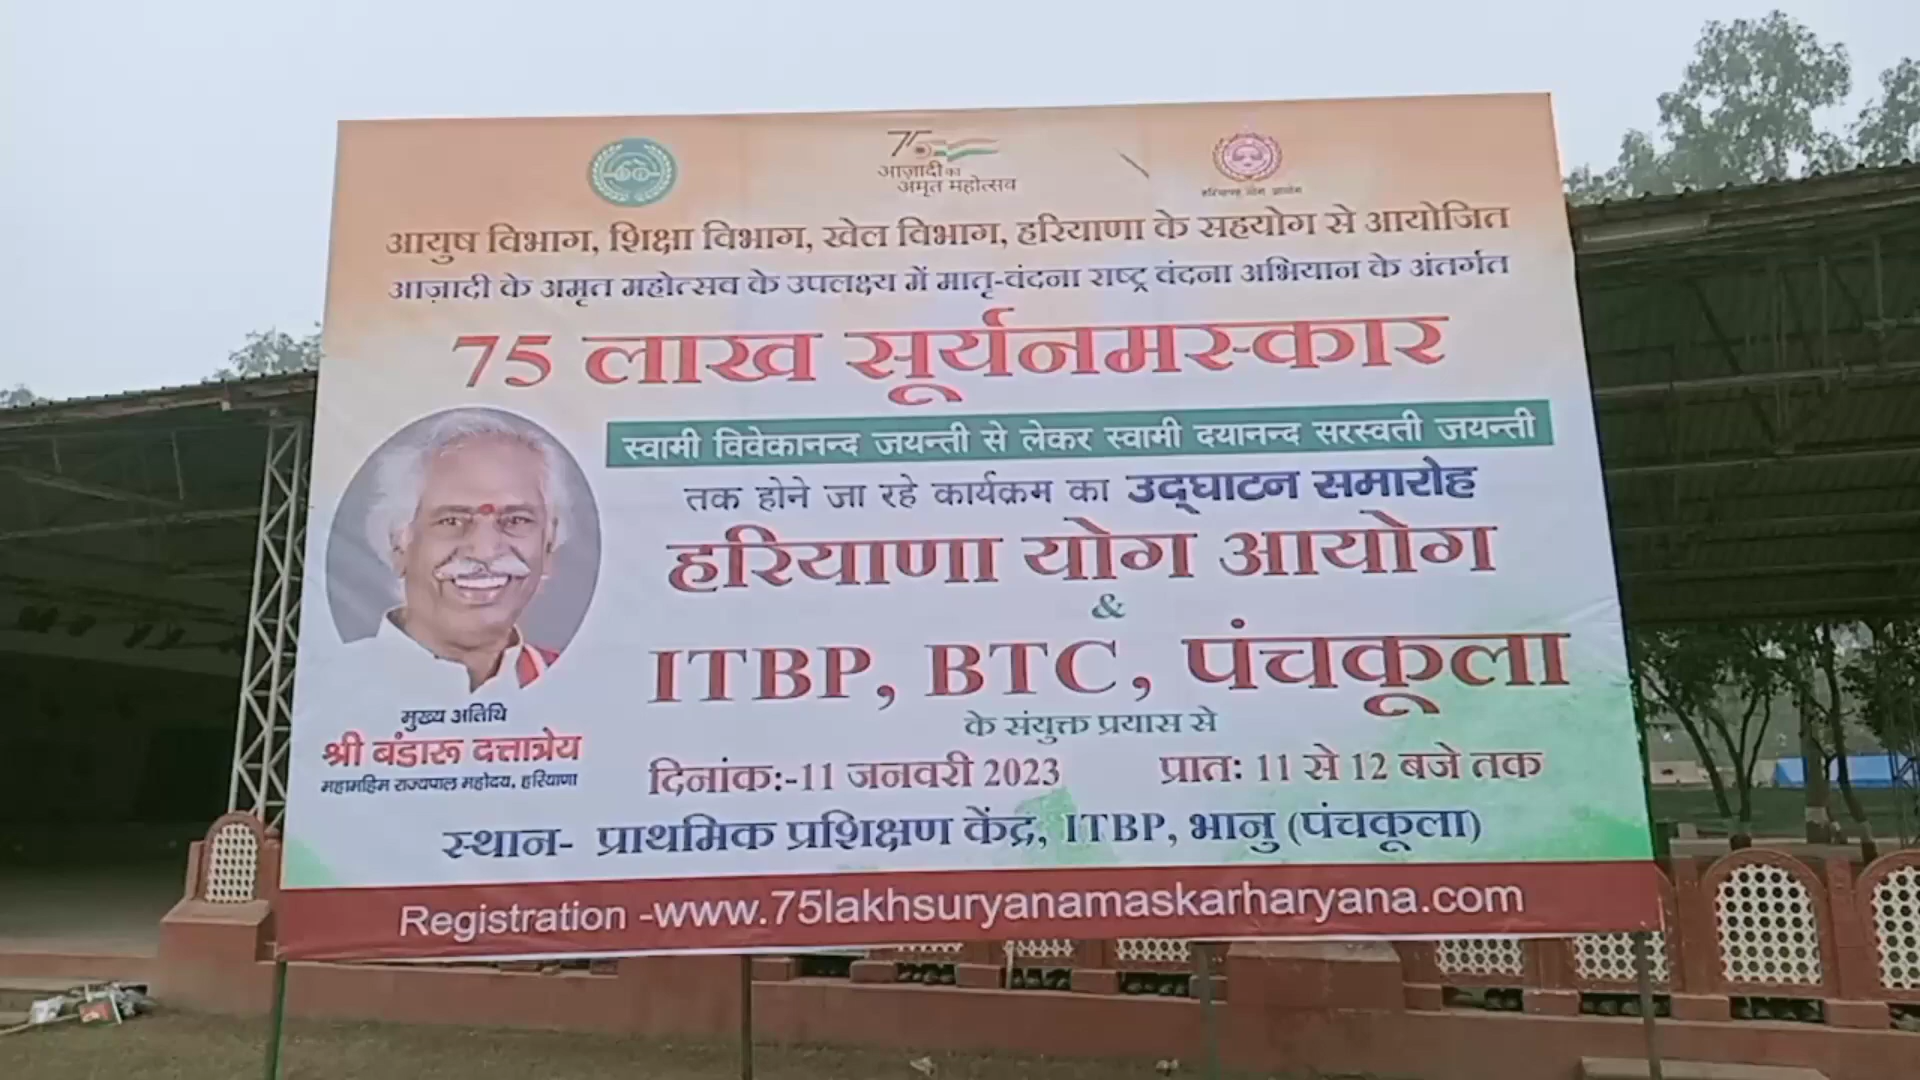 75
आज़ादी का
अमृत महोत्सव
हरियाणा योग आयोग
आयुष विभाग, शिक्षा विभाग, खेल विभाग, हरियाणा के सहयोग से आयोजित
आज़ादी के अमृत महोत्सव के उपलक्ष्य में मातृ-वंदना राष्ट्र वंदना अभियान के अंतर्गत
75 लाख सूर्यनमस्कार
स्वामी विवेकानन्द जयन्ती से लेकर स्वामी दयानन्द सरस्वती जयन्ती
तक होने जा रहे कार्यक्रम का उद्घाटन समारोह
हरियाणा योग आयोग
&
ITBP, BTC, पंचकूला
के संयुक्त प्रयास से
मुख्य अतिथि
श्री बंडारू दत्तात्रेय
महामहिम राज्यपाल महोदय, हरियाणा
दिनांक:-11 जनवरी 2023 प्रातः 11 से 12 बजे तक
स्थान- प्राथमिक प्रशिक्षण केंद्र, ITBP, भानु (पंचकूला)
Registration -www.75lakhsuryanamaskarharyana.com